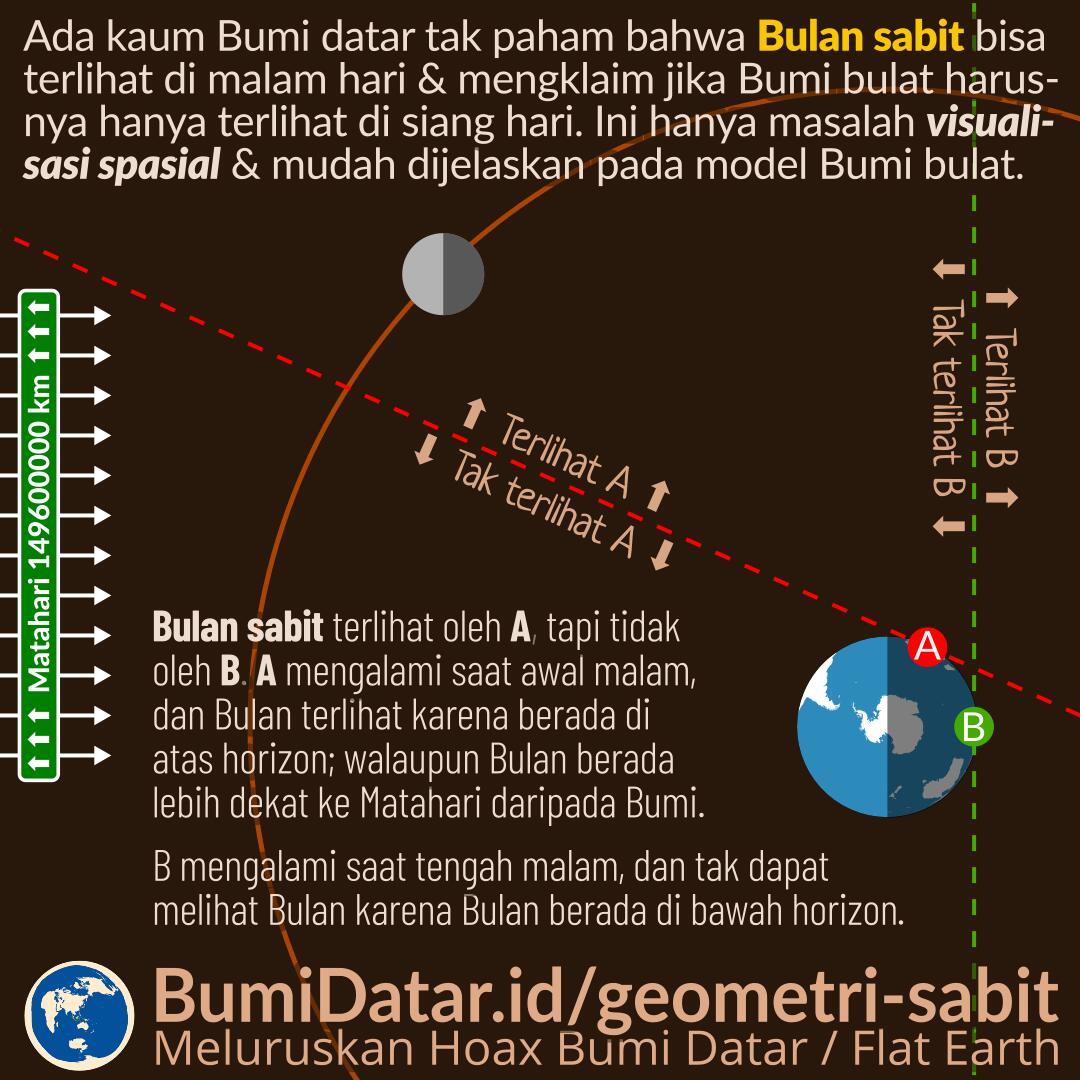 Ada kaum Bumi datar tak paham bahwa Bulan sabit bisa
terlihat di malam hari & mengklaim jika Bumi bulat harus-
nya hanya terlihat di siang hari. Ini hanya masalah visuali-
sasi spasial & mudah dijelaskan pada model Bumi bulat.
Matahari 149600000 km
Terlihat A
Tak terlihat A
Tak terlihat B
Terlihat B
A
B
Bulan sabit terlihat oleh A, tapi tidak
oleh B. A mengalami saat awal malam,
dan Bulan terlihat karena berada di
atas horizon; walaupun Bulan berada
lebih dekat ke Matahari daripada Bumi.
B mengalami saat tengah malam, dan tak dapat
melihat Bulan karena Bulan berada di bawah horizon.
BumiDatar.id/geometri-sabit
Meluruskan Hoax Bumi Datar / Flat Earth